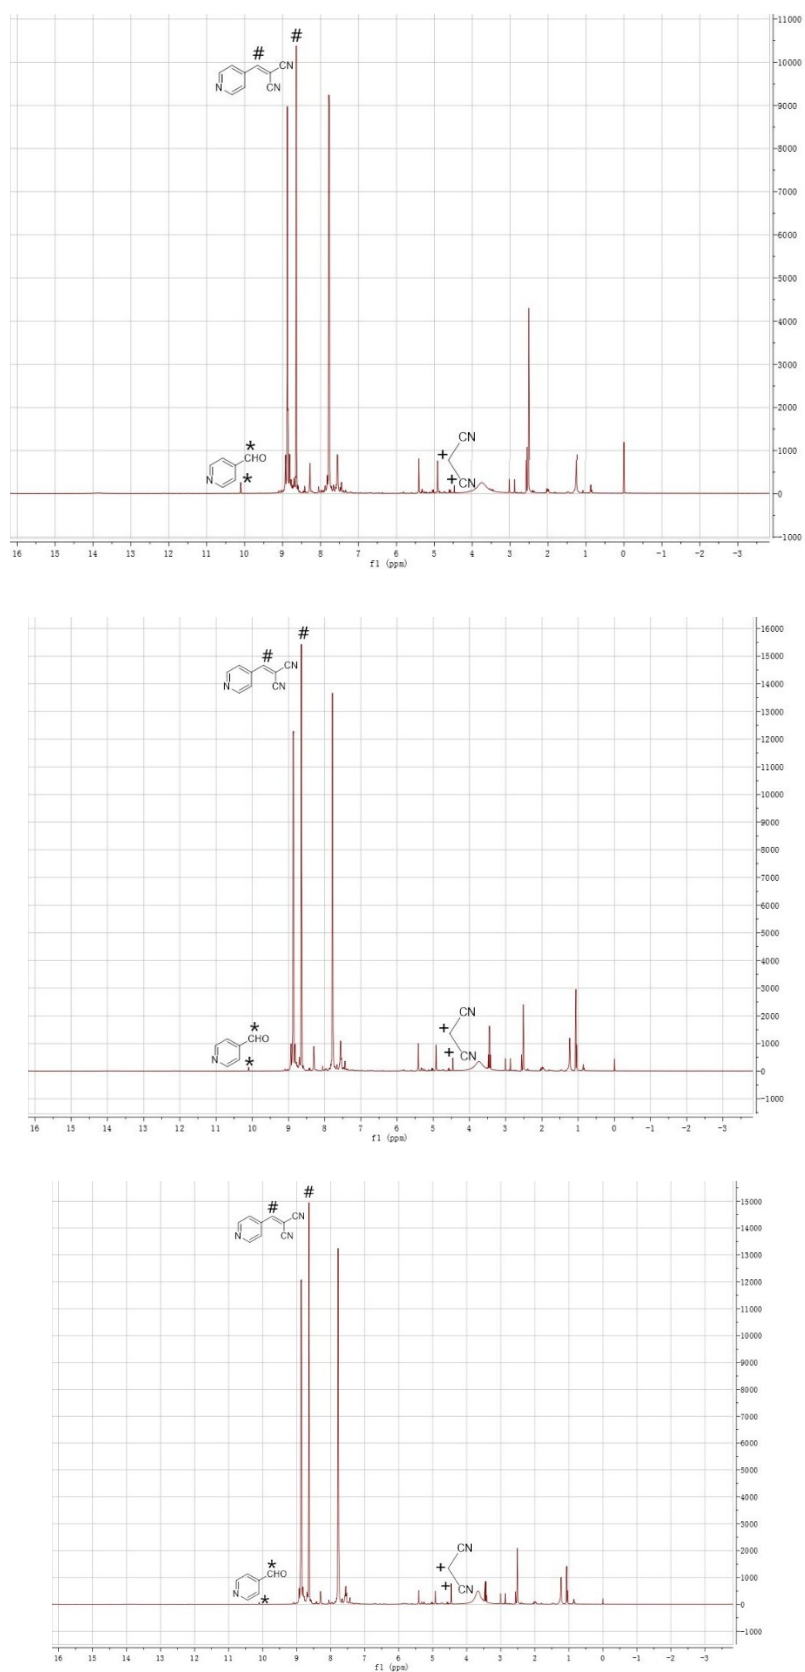 #
#
CN
N
CN
*
CHO
N
*
CN
+
+
CN
11000
10000
9000
8000
7000
6000
5000
4000
3000
2000
1000
0
-1000
16 15 14 13 12 11 10 9 8 7 6 5 4 3 2 1 0 -1 -2 -3
f1 (ppm)
#
#
CN
N
CN
*
CHO
N
*
CN
+
+
CN
16000
15000
14000
13000
12000
11000
10000
9000
8000
7000
6000
5000
4000
3000
2000
1000
0
-1000
16 15 14 13 12 11 10 9 8 7 6 5 4 3 2 1 0 -1 -2 -3
f1 (ppm)
#
#
CN
N
CN
*
CHO
N
*
CN
+
+
CN
15000
14000
13000
12000
11000
10000
9000
8000
7000
6000
5000
4000
3000
2000
1000
0
-1000
16 15 14 13 12 11 10 9 8 7 6 5 4 3 2 1 0 -1 -2 -3
f1 (ppm)